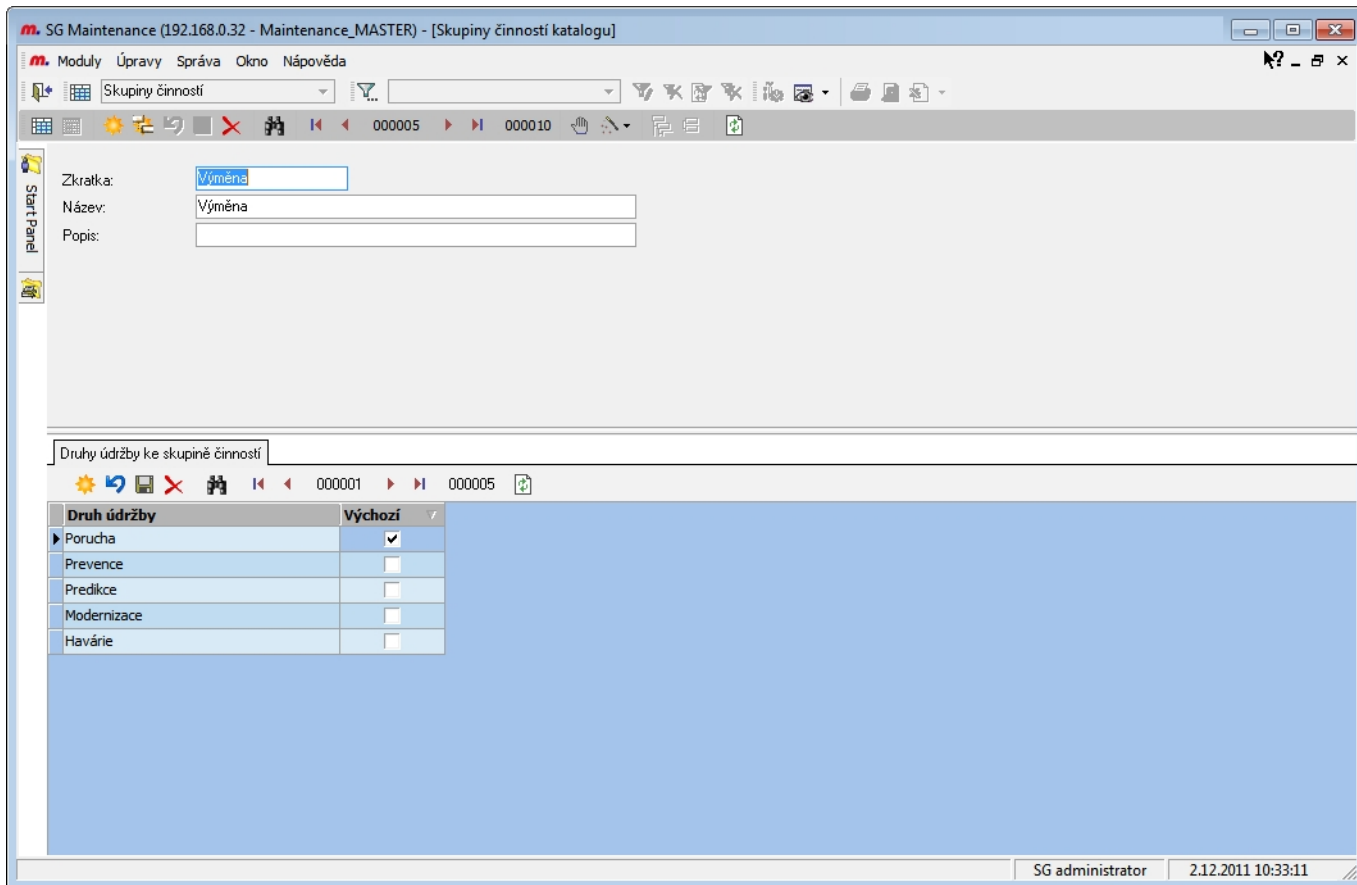 m. SG Maintenance (192.168.0.32 - Maintenance_MASTER) - [Skupiny činností katalogu]
m. Moduly Úpravy Správa Okno Nápověda
Skupiny činností
000005 000010
Start Panel
Zkratka: Výměna
Název: Výměna
Popis:
Druhy údržby ke skupině činností
000001 000005
Druh údržby Výchozí
Porucha
Prevence
Predikce
Modernizace
Havárie
SG administrator 2.12.2011 10:33:11